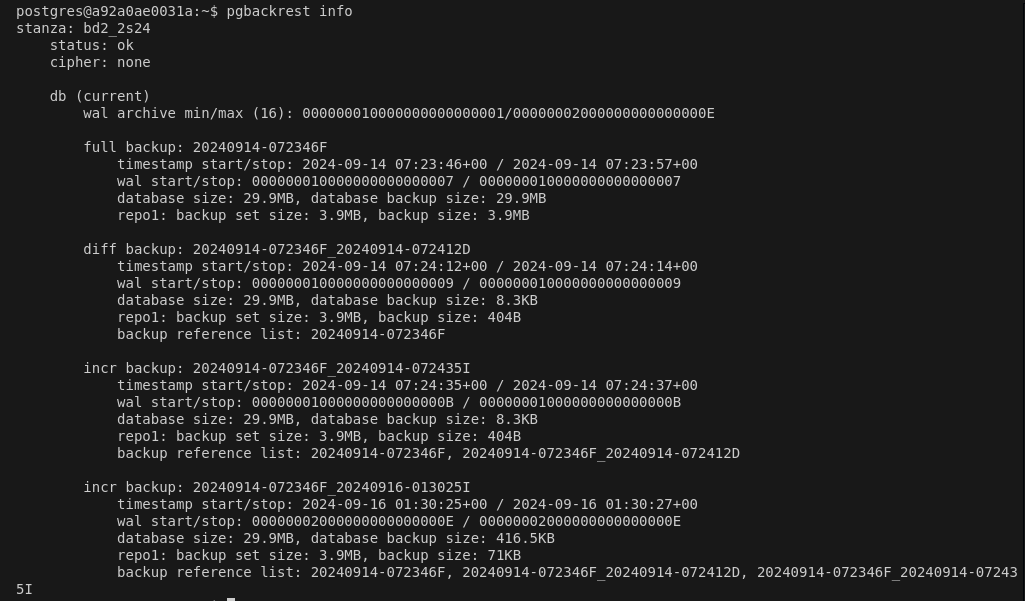 postgres@a92a0ae0031a:~$ pgbackrest info
stanza: bd2_2s24
    status: ok
    cipher: none

    db (current)
        wal archive min/max (16): 000000010000000000000001/00000002000000000000000E

        full backup: 20240914-072346F
            timestamp start/stop: 2024-09-14 07:23:46+00 / 2024-09-14 07:23:57+00
            wal start/stop: 000000010000000000000007 / 000000010000000000000007
            database size: 29.9MB, database backup size: 29.9MB
            repo1: backup set size: 3.9MB, backup size: 3.9MB

        diff backup: 20240914-072346F_20240914-072412D
            timestamp start/stop: 2024-09-14 07:24:12+00 / 2024-09-14 07:24:14+00
            wal start/stop: 000000010000000000000009 / 000000010000000000000009
            database size: 29.9MB, database backup size: 8.3KB
            repo1: backup set size: 3.9MB, backup size: 404B
            backup reference list: 20240914-072346F

        incr backup: 20240914-072346F_20240914-072435I
            timestamp start/stop: 2024-09-14 07:24:35+00 / 2024-09-14 07:24:37+00
            wal start/stop: 00000001000000000000000B / 00000001000000000000000B
            database size: 29.9MB, database backup size: 8.3KB
            repo1: backup set size: 3.9MB, backup size: 404B
            backup reference list: 20240914-072346F, 20240914-072346F_20240914-072412D

        incr backup: 20240914-072346F_20240916-013025I
            timestamp start/stop: 2024-09-16 01:30:25+00 / 2024-09-16 01:30:27+00
            wal start/stop: 00000002000000000000000E / 00000002000000000000000E
            database size: 29.9MB, database backup size: 416.5KB
            repo1: backup set size: 3.9MB, backup size: 71KB
            backup reference list: 20240914-072346F, 20240914-072346F_20240914-072412D, 20240914-072346F_20240914-07243
5I